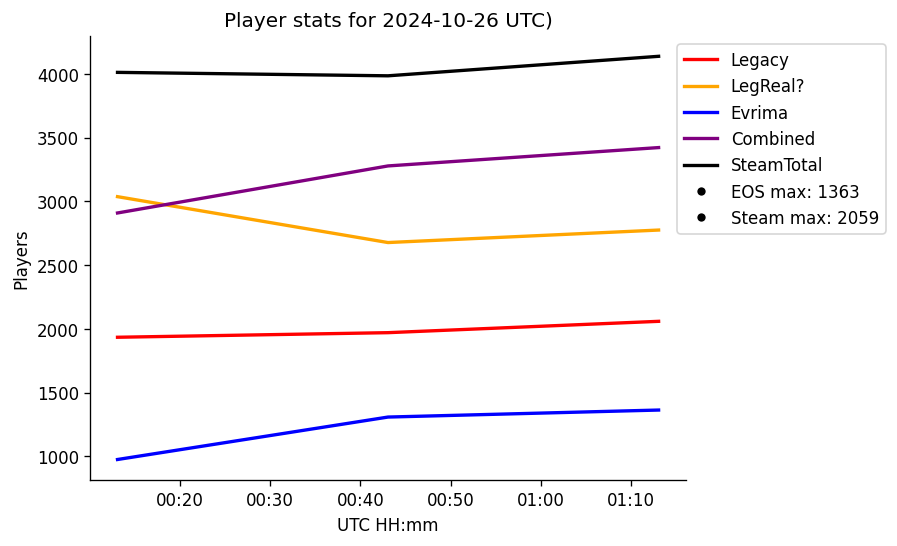 Player stats for 2024-10-26 UTC)
Legacy
LegReal?
Evrima
Combined
SteamTotal
EOS max: 1363
Steam max: 2059
Players
4000
3500
3000
2500
2000
1500
1000
00:20 00:30 00:40 00:50 01:00 01:10
UTC HH:mm